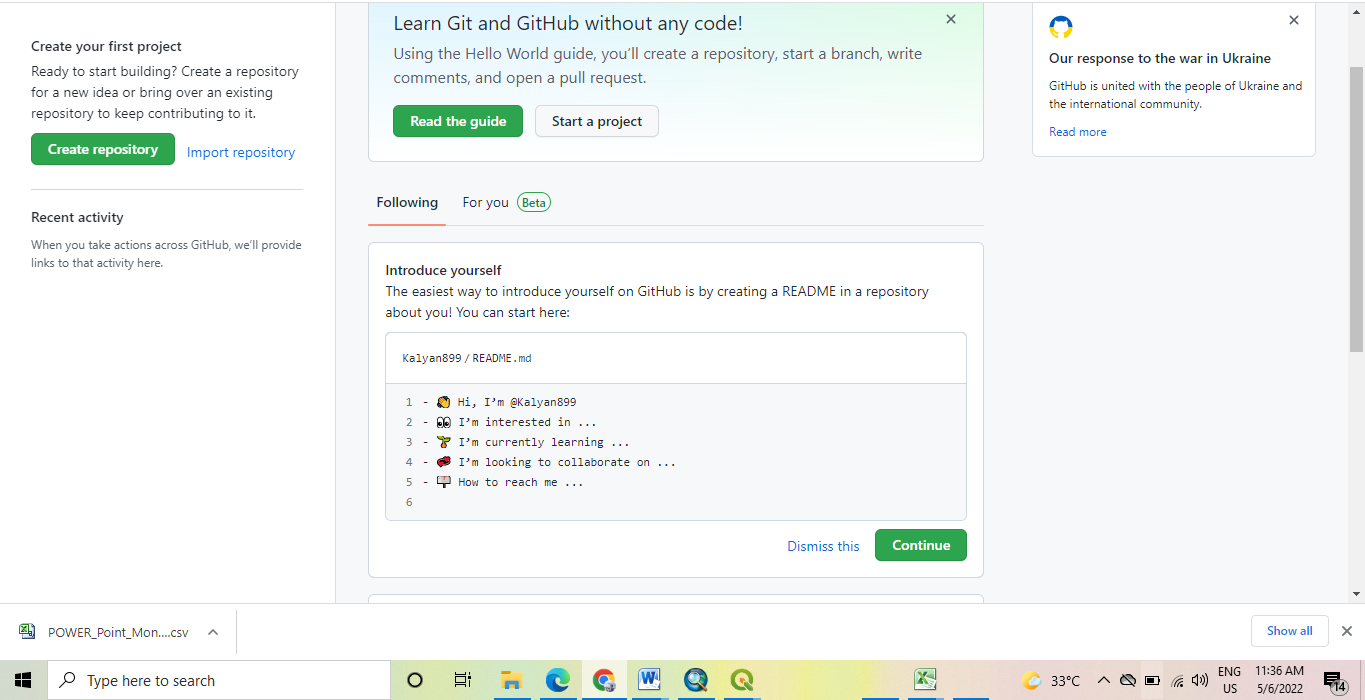 Create your first project
Ready to start building? Create a repository
for a new idea or bring over an existing
repository to keep contributing to it.
Create repository
Import repository
Recent activity
When you take actions across GitHub, we'll provide
links to that activity here.
Learn Git and GitHub without any code!
Using the Hello World guide, you'll create a repository, start a branch, write
comments, and open a pull request.
Read the guide
Start a project
Following
For you Beta
Introduce yourself
The easiest way to introduce yourself on GitHub is by creating a README in a repository
about you! You can start here:
Kalyan899 / README.md
1 - 👋 Hi, I'm @Kalyan899
2 - 👀 I'm interested in ...
3 - 🌱 I'm currently learning ...
4 - 💞️ I'm looking to collaborate on ...
5 - 📫 How to reach me ...
6
Dismiss this
Continue
Our response to the war in Ukraine
GitHub is united with the people of Ukraine and
the international community.
Read more
POWER_Point_Mon....csv
Show all
Type here to search
33°C
ENG
US
11:36 AM
5/6/2022
14